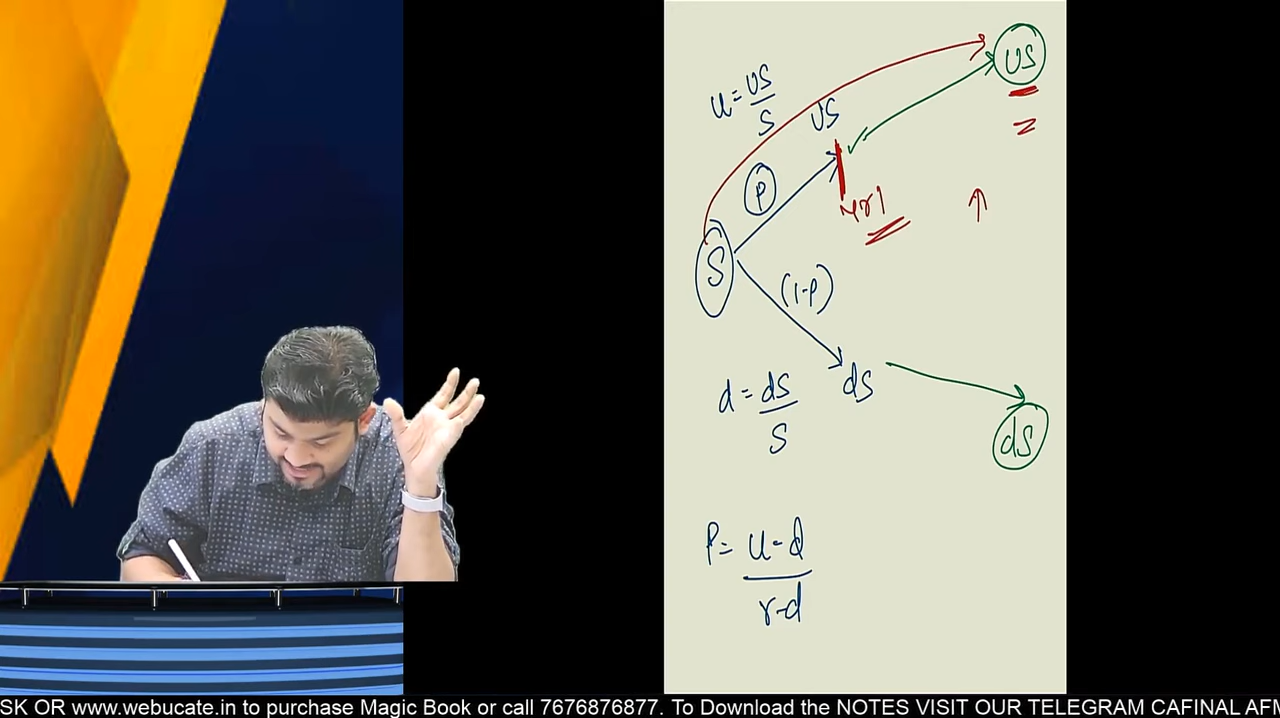 US
u = US
S
US
P
yr1
S
(1-P)
d = dS
S
dS
dS
P = u - d
r - d
SK OR www.webucate.in to purchase Magic Book or call 7676876877. To Download the NOTES VISIT OUR TELEGRAM CAFINAL AFM